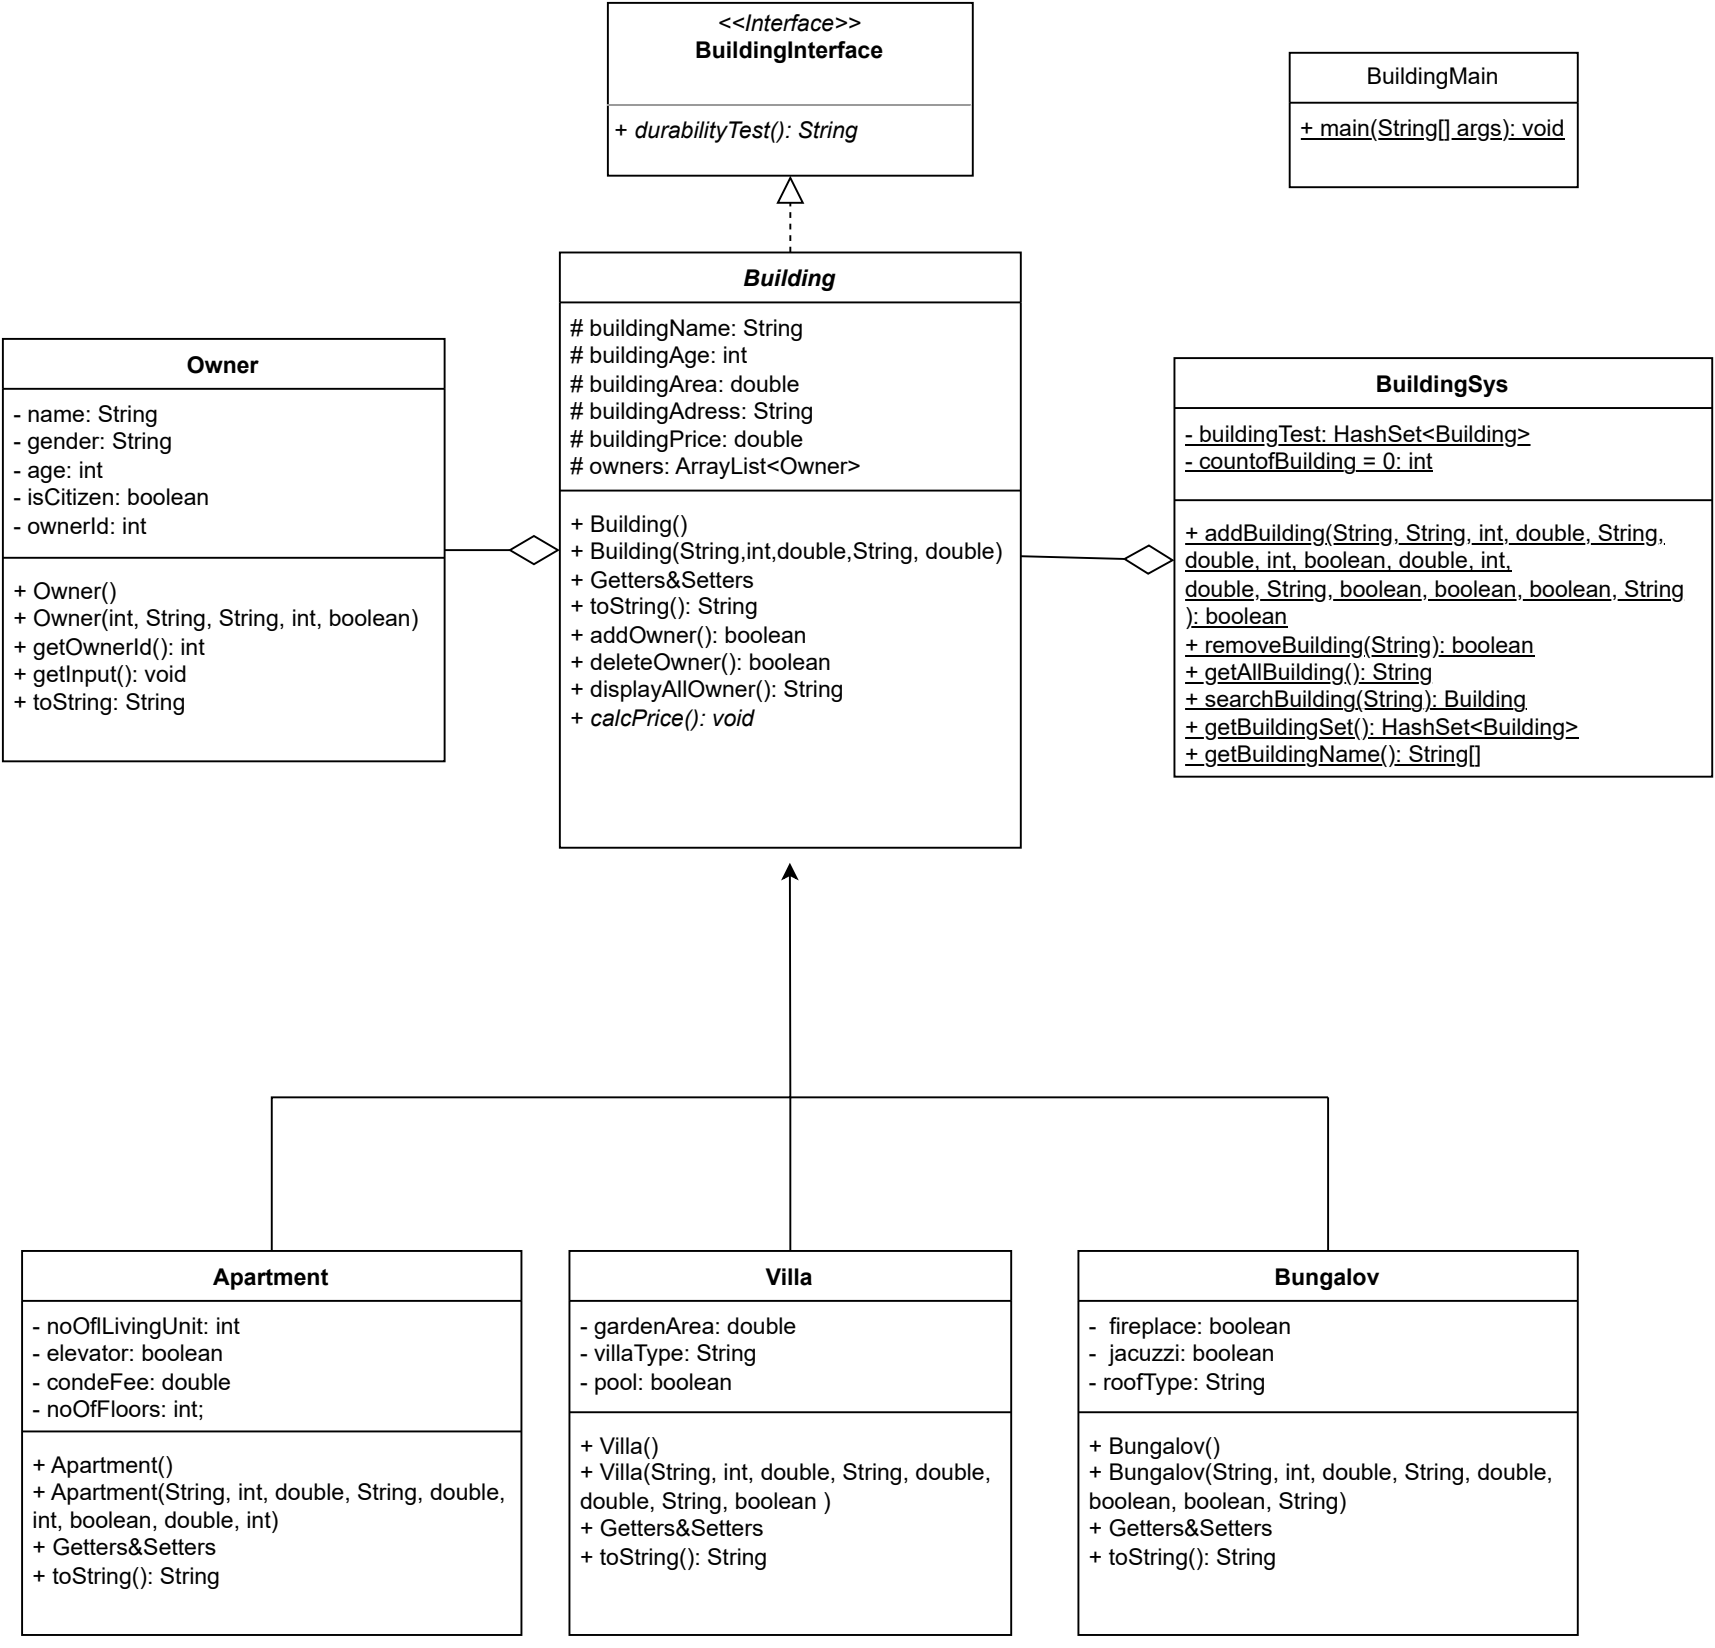 <<Interface>>
BuildingInterface
+ durabilityTest(): String
BuildingMain
+ main(String[] args): void
Building
# buildingName: String
# buildingAge: int
# buildingArea: double
# buildingAdress: String
# buildingPrice: double
# owners: ArrayList<Owner>
+ Building()
+ Building(String,int,double,String, double)
+ Getters&Setters
+ toString(): String
+ addOwner(): boolean
+ deleteOwner(): boolean
+ displayAllOwner(): String
+ calcPrice(): void
Owner
- name: String
- gender: String
- age: int
- isCitizen: boolean
- ownerId: int
+ Owner()
+ Owner(int, String, String, int, boolean)
+ getOwnerId(): int
+ getInput(): void
+ toString: String
BuildingSys
- buildingTest: HashSet<Building>
- countofBuilding = 0: int
+ addBuilding(String, String, int, double, String,
double, int, boolean, double, int,
double, String, boolean, boolean, boolean, String
): boolean
+ removeBuilding(String): boolean
+ getAllBuilding(): String
+ searchBuilding(String): Building
+ getBuildingSet(): HashSet<Building>
+ getBuildingName(): String[]
Apartment
- noOflLivingUnit: int
- elevator: boolean
- condeFee: double
- noOfFloors: int;
+ Apartment()
+ Apartment(String, int, double, String, double,
int, boolean, double, int)
+ Getters&Setters
+ toString(): String
Villa
- gardenArea: double
- villaType: String
- pool: boolean
+ Villa()
+ Villa(String, int, double, String, double,
double, String, boolean )
+ Getters&Setters
+ toString(): String
Bungalov
- fireplace: boolean
- jacuzzi: boolean
- roofType: String
+ Bungalov()
+ Bungalov(String, int, double, String, double,
boolean, boolean, String)
+ Getters&Setters
+ toString(): String